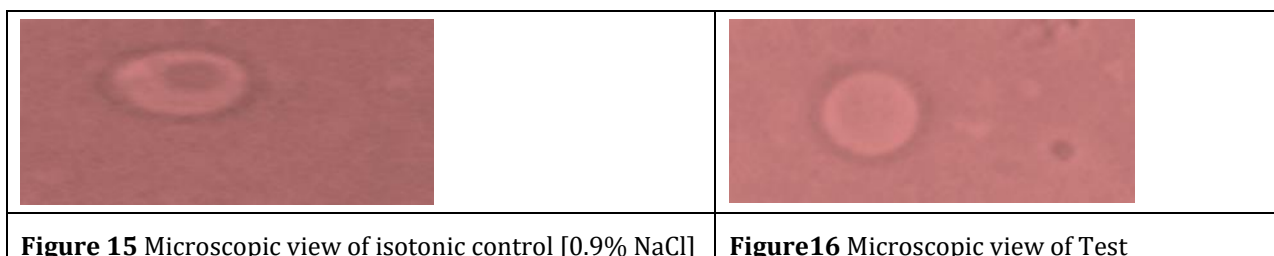 Figure 15 Microscopic view of isotonic control [0.9% NaCl]
Figure16 Microscopic view of Test